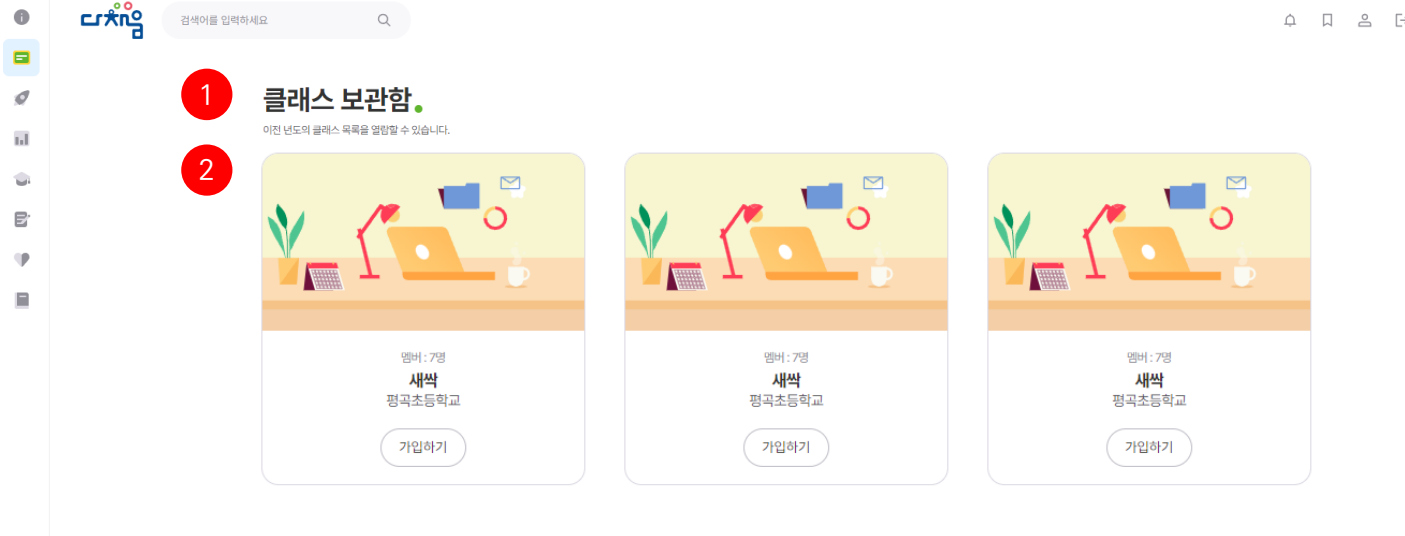 다채움
검색어를 입력하세요
1
클래스 보관함.
이전 년도의 클래스 목록을 열람할 수 있습니다.
2
멤버 : 7명
새싹
평곡초등학교
가입하기
멤버 : 7명
새싹
평곡초등학교
가입하기
멤버 : 7명
새싹
평곡초등학교
가입하기